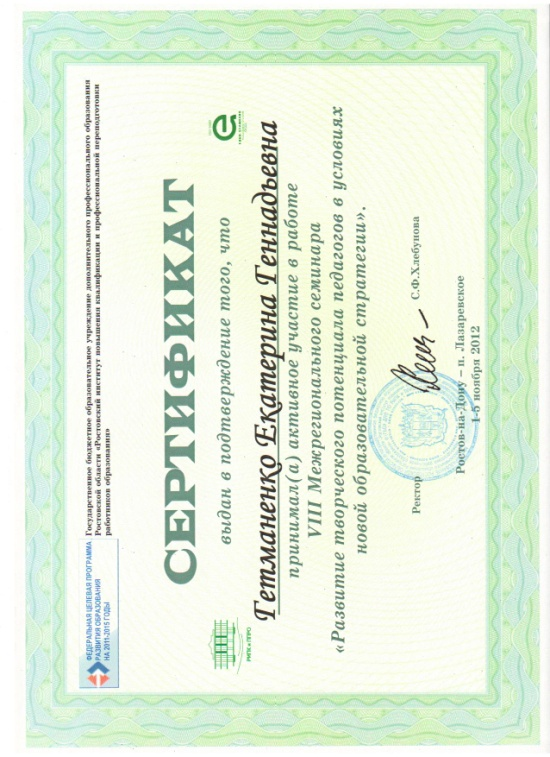 ФЕДЕРАЛЬНАЯ ЦЕЛЕВАЯ ПРОГРАММА
РАЗВИТИЯ ОБРАЗОВАНИЯ
НА 2011-2015 ГОДЫ
Государственное бюджетное образовательное учреждение дополнительного профессионального образования
Ростовской области «Ростовский институт повышения квалификации и профессиональной переподготовки
работников образования»
СЕРТИФИКАТ
РИПК и ППРО
выдан в подтверждение того, что
Гетманенко Екатерина Геннадьевна
принимал(а) активное участие в работе
VIII Межрегионального семинара
«Развитие творческого потенциала педагогов в условиях
новой образовательной стратегии».
Ректор С.Ф.Хлебунова
Ростов-на-Дону – п. Лазаревское
1-5 ноября 2012